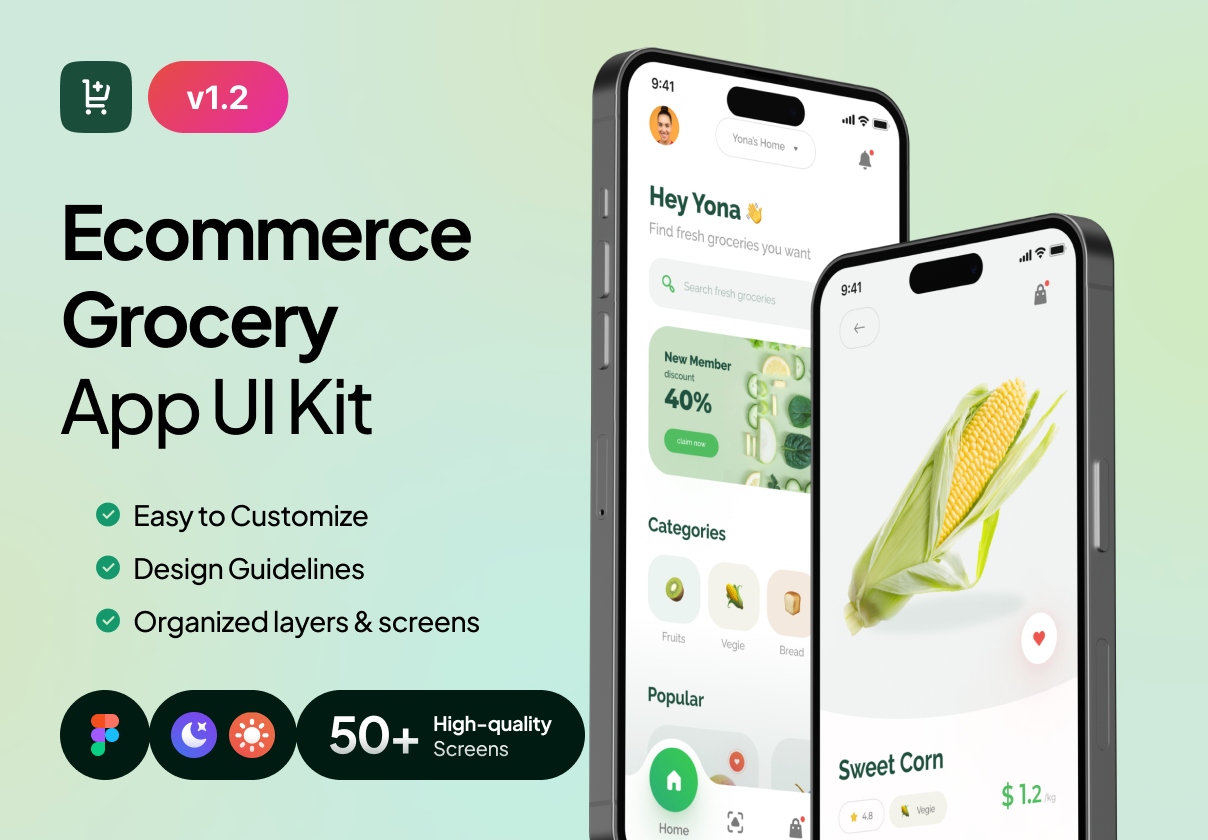 v1.2
Ecommerce
Grocery
App UI Kit
Easy to Customize
Design Guidelines
Organized layers & screens
50+
High-quality
Screens
9:41
Yona's Home
Hey Yona 👋
Find fresh groceries you want
Search fresh groceries
New Member
discount
40%
claim now
Categories
Fruits
Vegie
Bread
Popular
Home
9:41
Sweet Corn
4.8
Vegie
$ 1.2 /kg